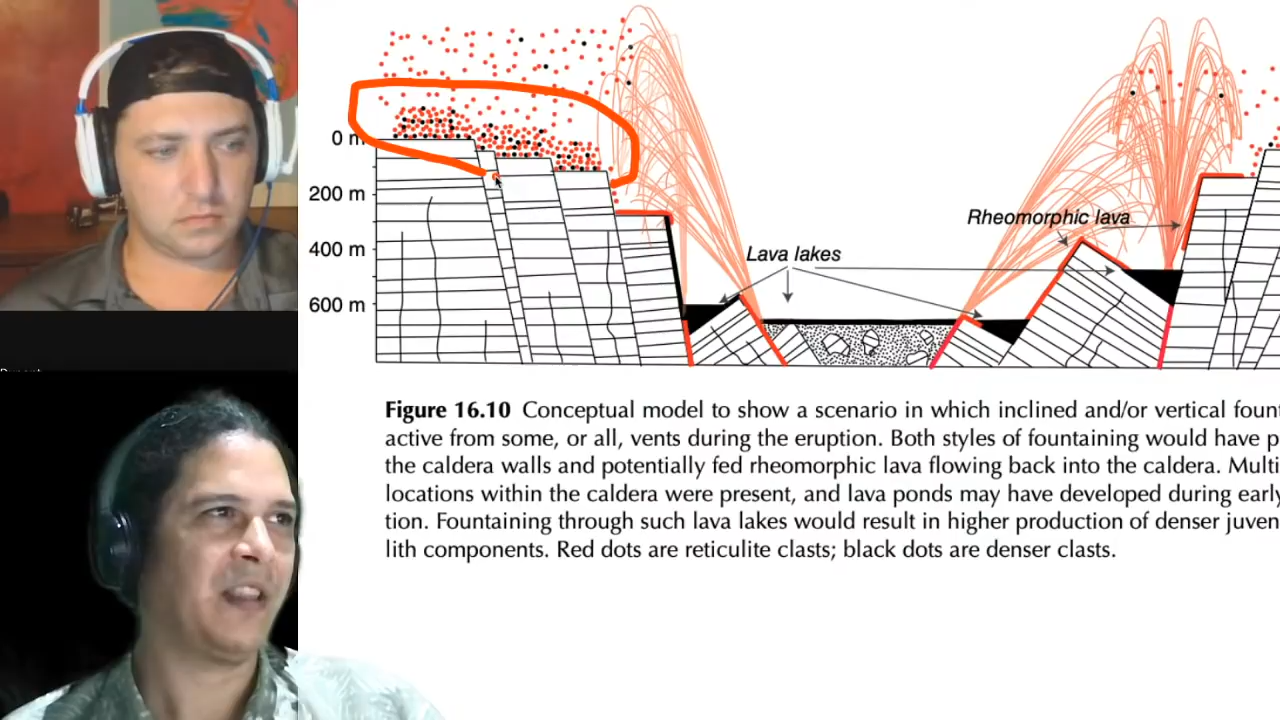 0 m
200 m
400 m
600 m
Lava lakes
Rheomorphic lava
Figure 16.10 Conceptual model to show a scenario in which inclined and/or vertical fount
active from some, or all, vents during the eruption. Both styles of fountaining would have p
the caldera walls and potentially fed rheomorphic lava flowing back into the caldera. Multi
locations within the caldera were present, and lava ponds may have developed during early
tion. Fountaining through such lava lakes would result in higher production of denser juven
lith components. Red dots are reticulite clasts; black dots are denser clasts.